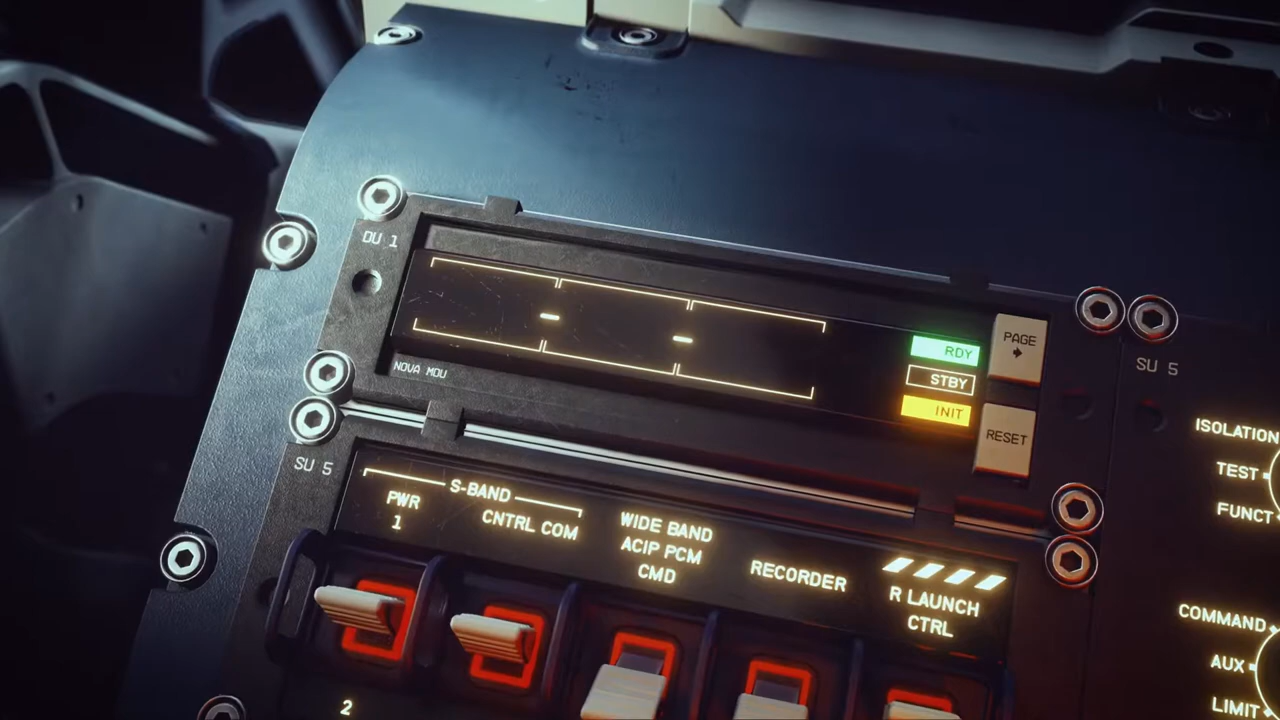 DU 1
NOVA MDU
RDY
STBY
INIT
PAGE
RESET
SU 5
SU 5
S-BAND
PWR
1
CNTRL COM
WIDE BAND
ACIP PCM
CMD
RECORDER
R LAUNCH
CTRL
2
ISOLATION
TEST
FUNCT
COMMAND
AUX
LIMIT